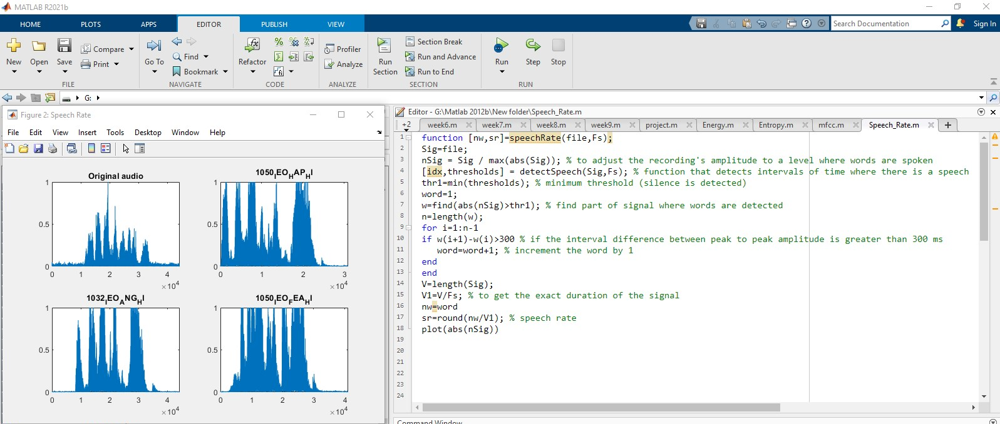 MATLAB R2021b
HOME PLOTS APPS EDITOR PUBLISH VIEW
Search Documentation
Sign In
New Open Save Compare Print
Go To Find Bookmark
Refactor
Profiler Analyze
Run Section
Section Break
Run and Advance
Run to End
Run Step Stop
FILE NAVIGATE CODE ANALYZE SECTION RUN
G:
Figure 2: Speech Rate
File Edit View Insert Tools Desktop Window Help
Original audio
1
0.5
0
0 1 2 3 4
×10⁴
1050IEOHAPHI
1
0.5
0
0 1 2 3
×10⁴
1032IEOANGHI
1
0.5
0
0 1 2 3 4
×10⁴
1050IEOFEAHI
1
0.5
0
0 1 2 3 4
×10⁴
Editor - G:\Matlab 2012b\New folder\Speech_Rate.m
+2 week6.m week7.m week8.m week9.m project.m Energy.m Entropy.m mfcc.m Speech_Rate.m
1 function [nw,sr]=speechRate(file,Fs);
2 Sig=file;
3 nSig = Sig / max(abs(Sig)); % to adjust the recording's amplitude to a level where words are spoken
4 [idx,thresholds] = detectSpeech(Sig,Fs); % function that detects intervals of time where there is a speech
5 thr1=min(thresholds); % minimum threshold (silence is detected)
6 word=1;
7 w=find(abs(nSig)>thr1); % find part of signal where words are detected
8 n=length(w);
9 for i=1:n-1
10 if w(i+1)-w(i)>300 % if the interval difference between peak to peak amplitude is greater than 300 ms
11 word=word+1; % increment the word by 1
12 end
13 end
14 V=length(Sig);
15 V1=V/Fs; % to get the exact duration of the signal
16 nw=word
17 sr=round(nw/V1); % speech rate
18 plot(abs(nSig))
19
20
21
22
23
24
Command Window